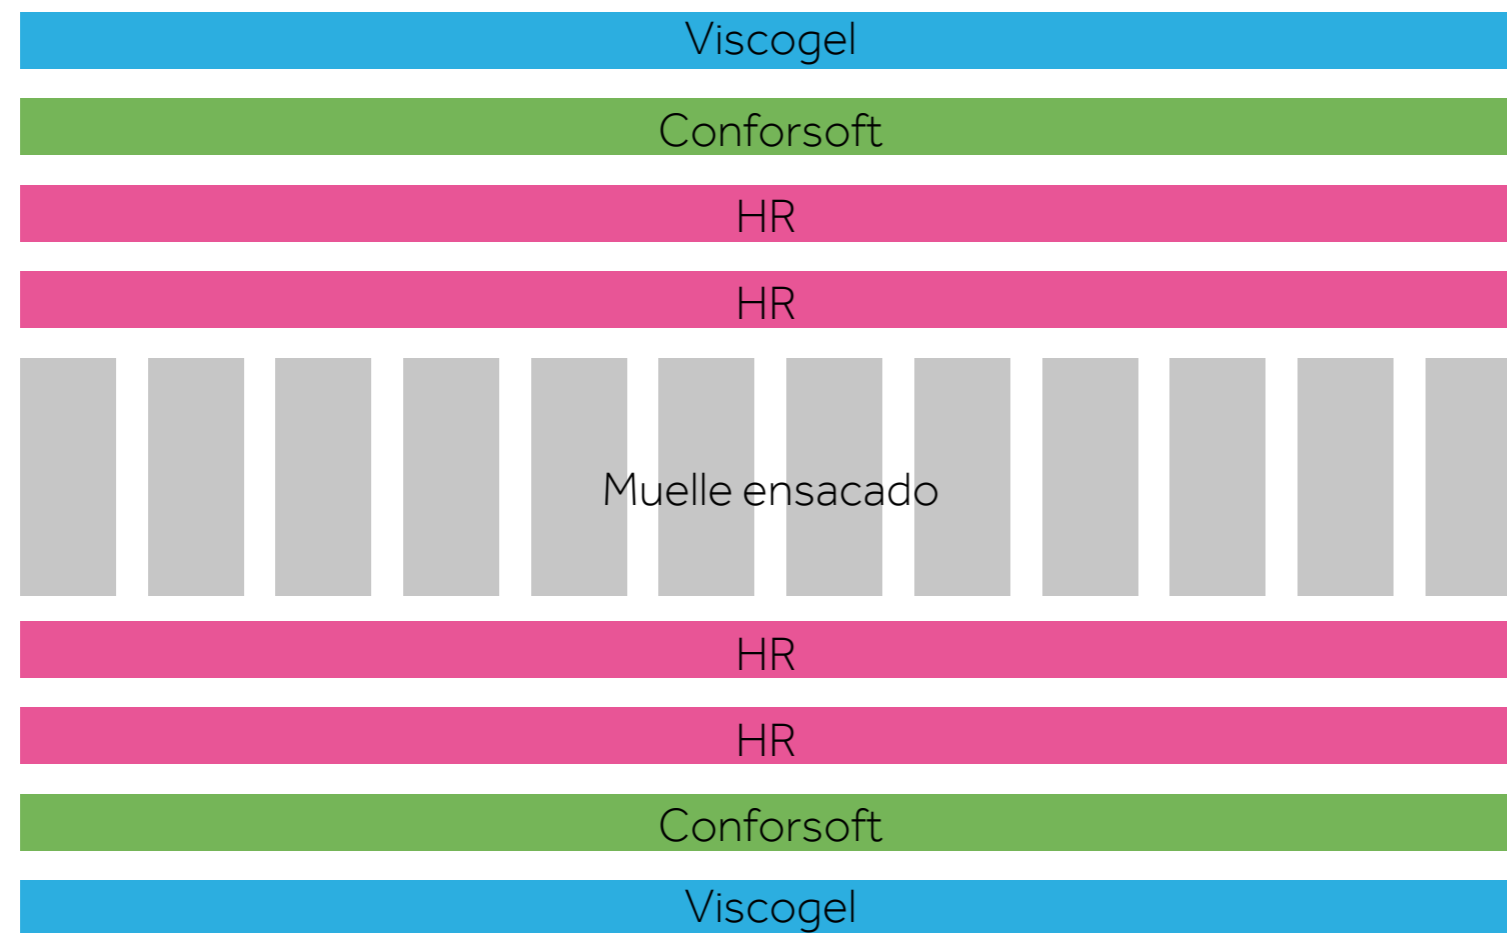 Viscogel
Conforsoft
HR
HR
Muelle ensacado
HR
HR
Conforsoft
Viscogel